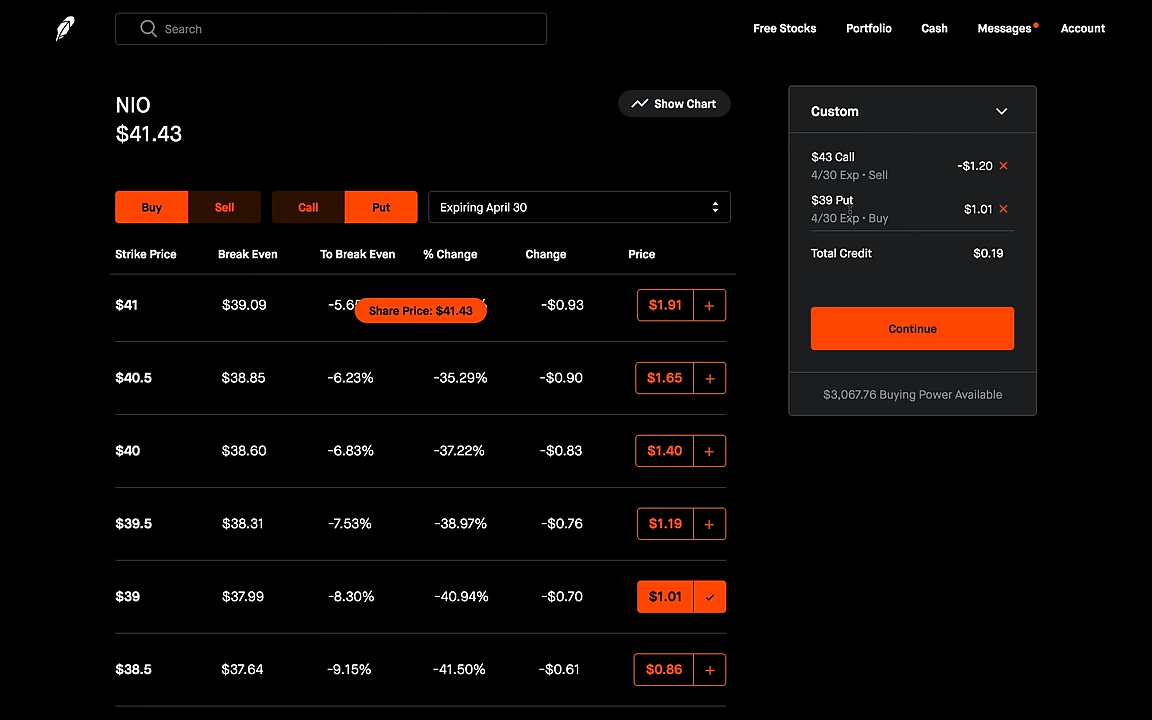 Search
Free Stocks Portfolio Cash Messages Account
NIO
$41.43
Show Chart
Buy Sell Call Put Expiring April 30
Strike Price Break Even To Break Even % Change Change Price
$41 $39.09 -$0.93 $1.91 +
Share Price: $41.43
$40.5 $38.85 -6.23% -35.29% -$0.90 $1.65 +
$40 $38.60 -6.83% -37.22% -$0.83 $1.40 +
$39.5 $38.31 -7.53% -38.97% -$0.76 $1.19 +
$39 $37.99 -8.30% -40.94% -$0.70 $1.01
$38.5 $37.64 -9.15% -41.50% -$0.61 $0.86 +
Custom
$43 Call -$1.20
4/30 Exp • Sell
$39 Put $1.01
4/30 Exp • Buy
Total Credit $0.19
Continue
$3,067.76 Buying Power Available